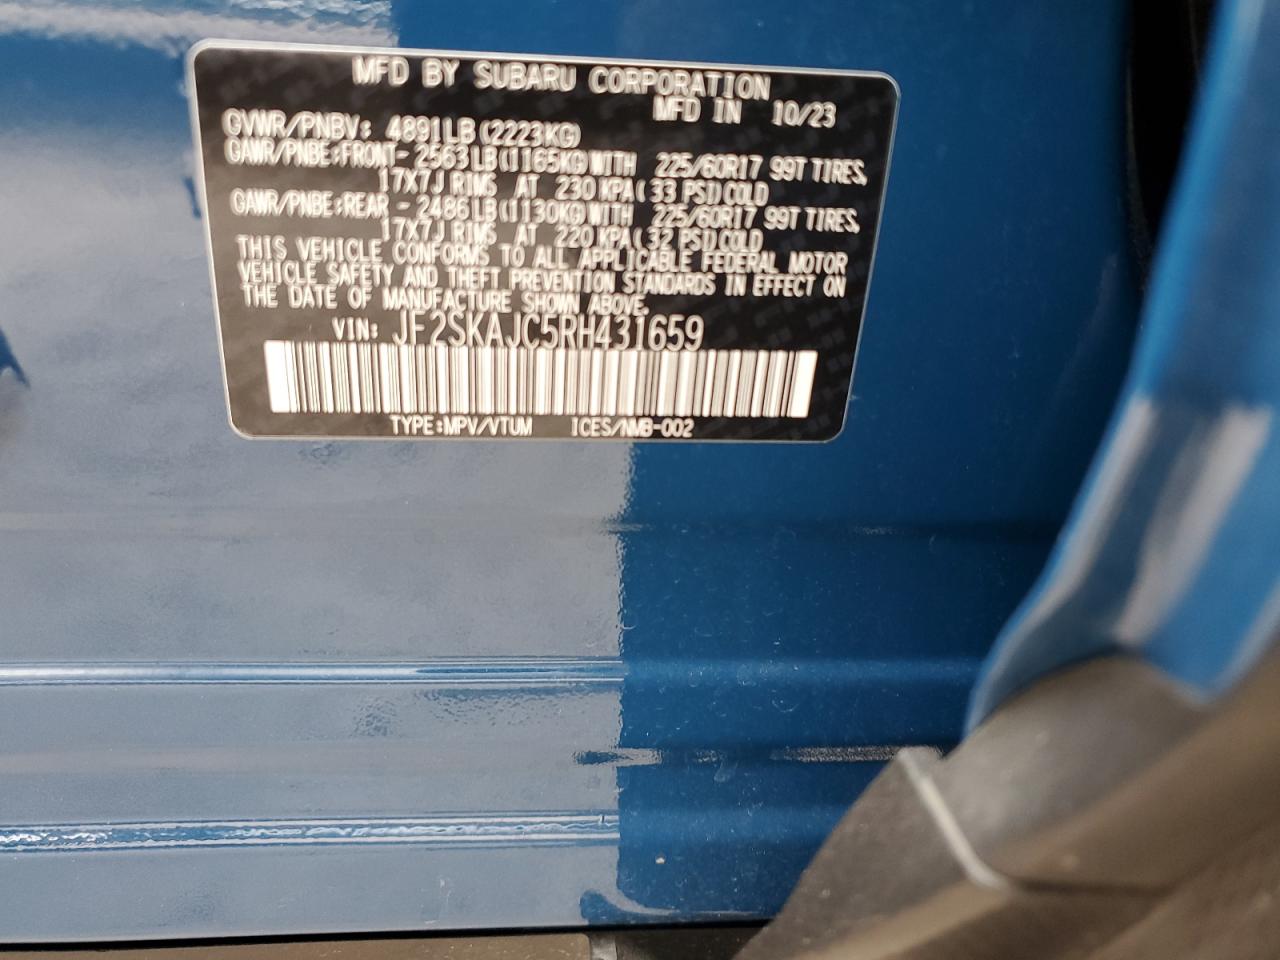 MFD BY SUBARU CORPORATION
MFD IN 10/23
GVWR/PNBV: 4891LB(2223KG)
GAWR/PNBE:FRONT- 2563LB(1165KG)WITH 225/60R17 99T TIRES,
17X7J RIMS AT 230 KPA( 33 PSI)COLD
GAWR/PNBE:REAR - 2486LB(1130KG)WITH 225/60R17 99T TIRES,
17X7J RIMS AT 220 KPA( 32 PSI)COLD
THIS VEHICLE CONFORMS TO ALL APPLICABLE FEDERAL MOTOR
VEHICLE SAFETY AND THEFT PREVENTION STANDARDS IN EFFECT ON
THE DATE OF MANUFACTURE SHOWN ABOVE.
VIN: JF2SKAJC5RH431659
TYPE:MPV/VTUM ICES/NMB-002